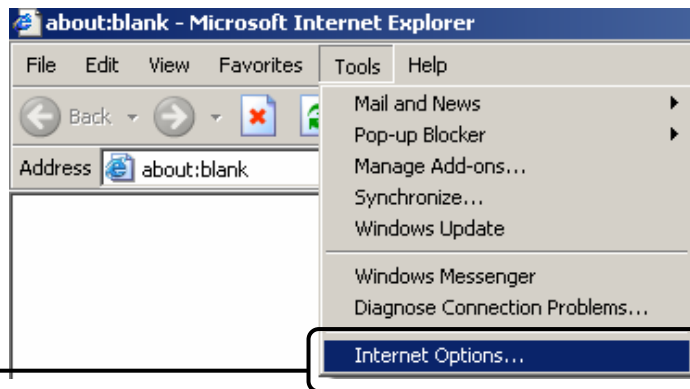 about:blank - Microsoft Internet Explorer
File Edit View Favorites Tools Help
Back
Address about:blank
Mail and News
Pop-up Blocker
Manage Add-ons...
Synchronize...
Windows Update
Windows Messenger
Diagnose Connection Problems...
Internet Options...